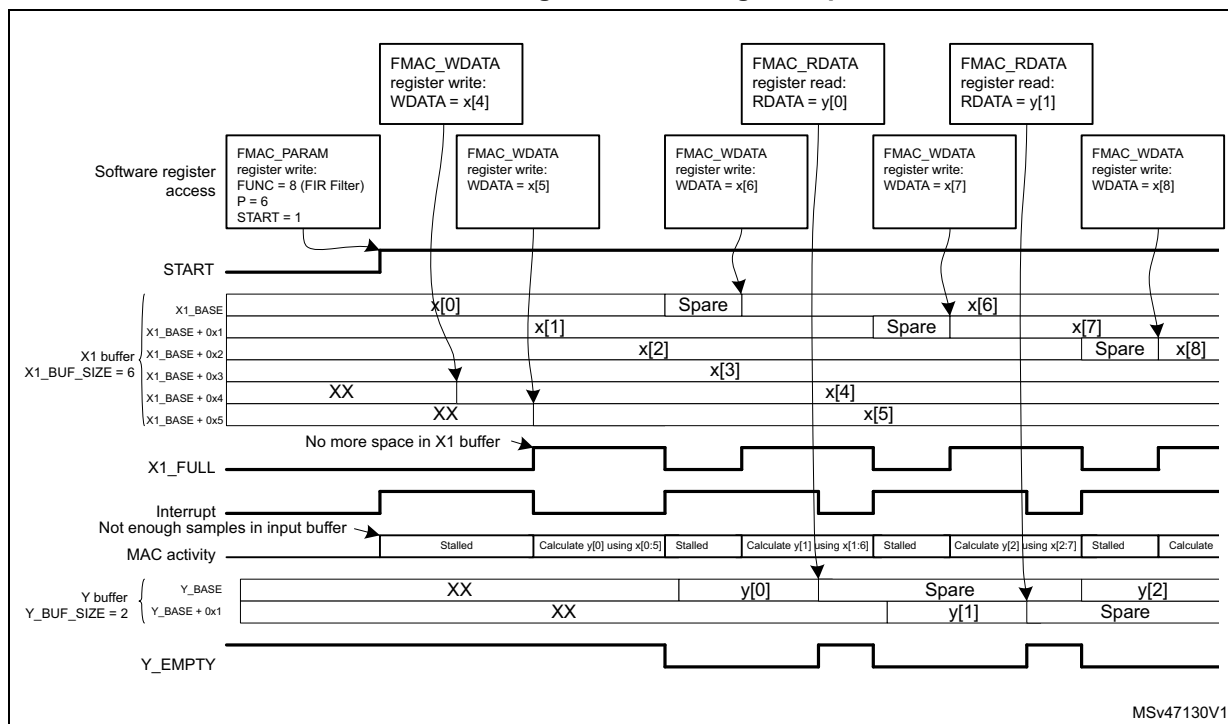 FMAC_WDATA
register write:
WDATA = x[4]
FMAC_RDATA
register read:
RDATA = y[0]
FMAC_RDATA
register read:
RDATA = y[1]
Software register
access
FMAC_PARAM
register write:
FUNC = 8 (FIR Filter)
P = 6
START = 1
FMAC_WDATA
register write:
WDATA = x[5]
FMAC_WDATA
register write:
WDATA = x[6]
FMAC_WDATA
register write:
WDATA = x[7]
FMAC_WDATA
register write:
WDATA = x[8]
START
X1 buffer
X1_BUF_SIZE = 6
X1_BASE x[0] Spare x[6]
X1_BASE + 0x1 x[1] Spare x[7]
X1_BASE + 0x2 x[2] Spare x[8]
X1_BASE + 0x3 x[3]
X1_BASE + 0x4 XX x[4]
X1_BASE + 0x5 XX x[5]
No more space in X1 buffer
X1_FULL
Interrupt
Not enough samples in input buffer
MAC activity Stalled Calculate y[0] using x[0:5] Stalled Calculate y[1] using x[1:6] Stalled Calculate y[2] using x[2:7] Stalled Calculate
Y buffer
Y_BUF_SIZE = 2
Y_BASE XX y[0] Spare y[2]
Y_BASE + 0x1 XX y[1] Spare
Y_EMPTY
MSv47130V1